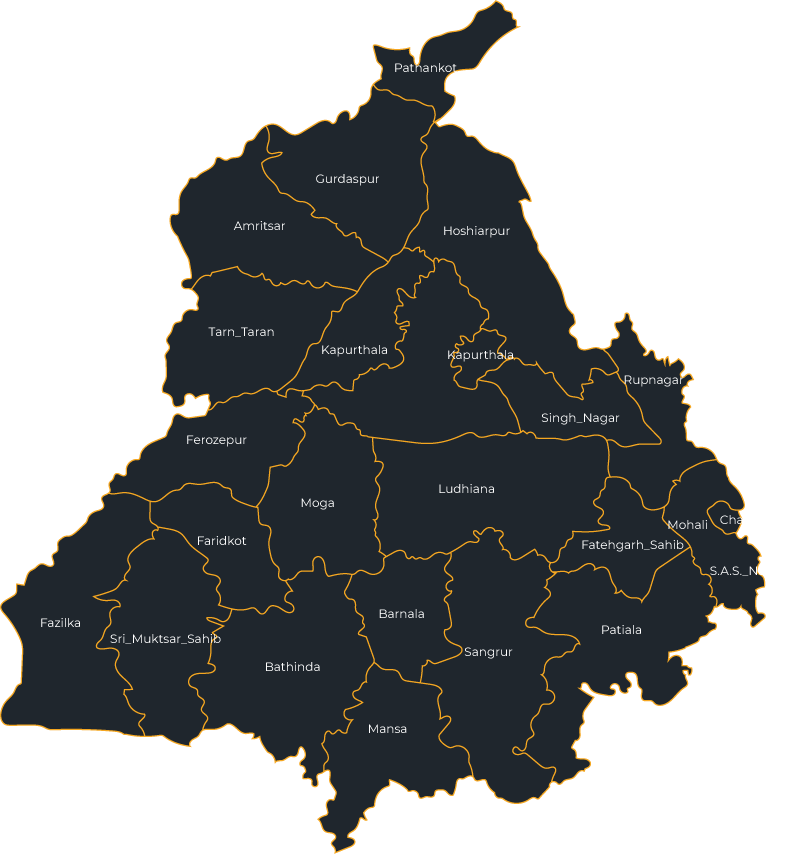 Pathankot
Gurdaspur
Amritsar
Hoshiarpur
Tarn_Taran
Kapurthala
Kapurthala
Rupnagar
Singh_Nagar
Ferozepur
Ludhiana
Moga
Cha
Mohali
Faridkot
Fatehgarh_Sahib
S.A.S._N
Barnala
Fazilka
Patiala
Sri_Muktsar_Sahib
Sangrur
Bathinda
Mansa